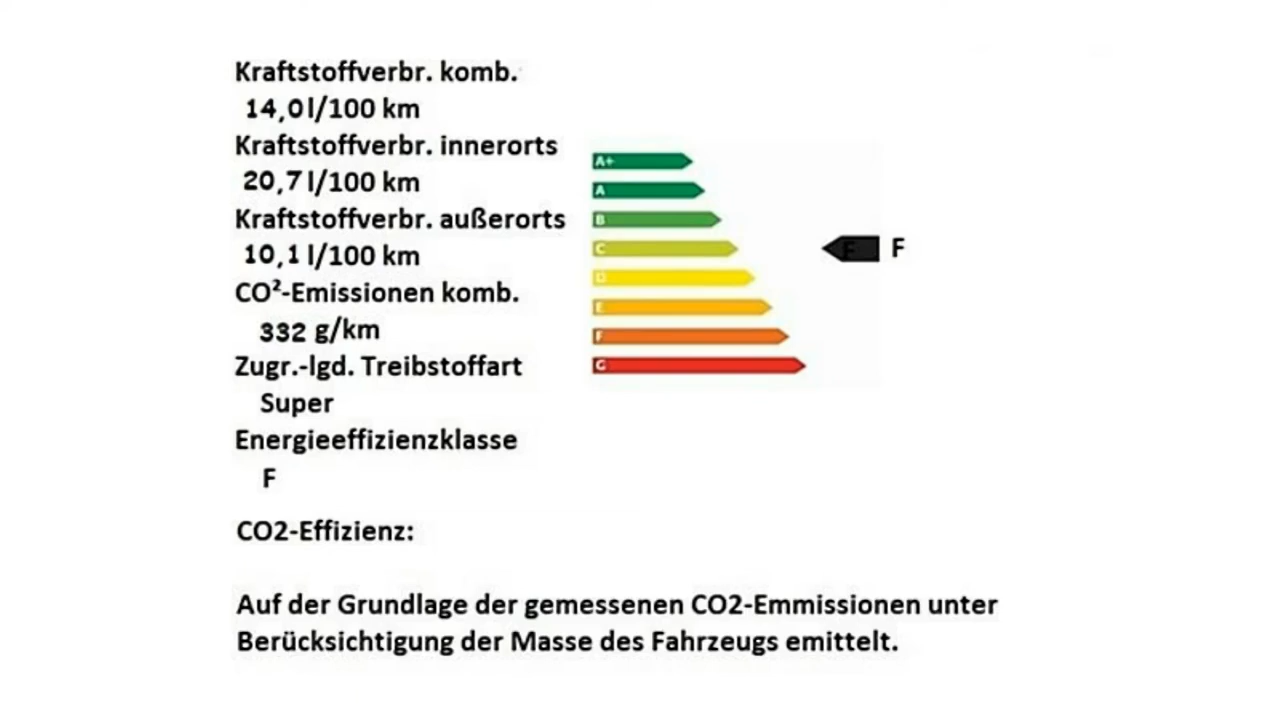 Kraftstoffverbr. komb.
14,0 l/100 km
Kraftstoffverbr. innerorts
20,7 l/100 km
Kraftstoffverbr. außerorts
10,1 l/100 km
CO²-Emissionen komb.
332 g/km
Zugr.-lgd. Treibstoffart
Super
Energieeffizienzklasse
F
A+
A
B
C
D
E
F
G
F F
CO2-Effizienz:
Auf der Grundlage der gemessenen CO2-Emmissionen unter
Berücksichtigung der Masse des Fahrzeugs emittelt.